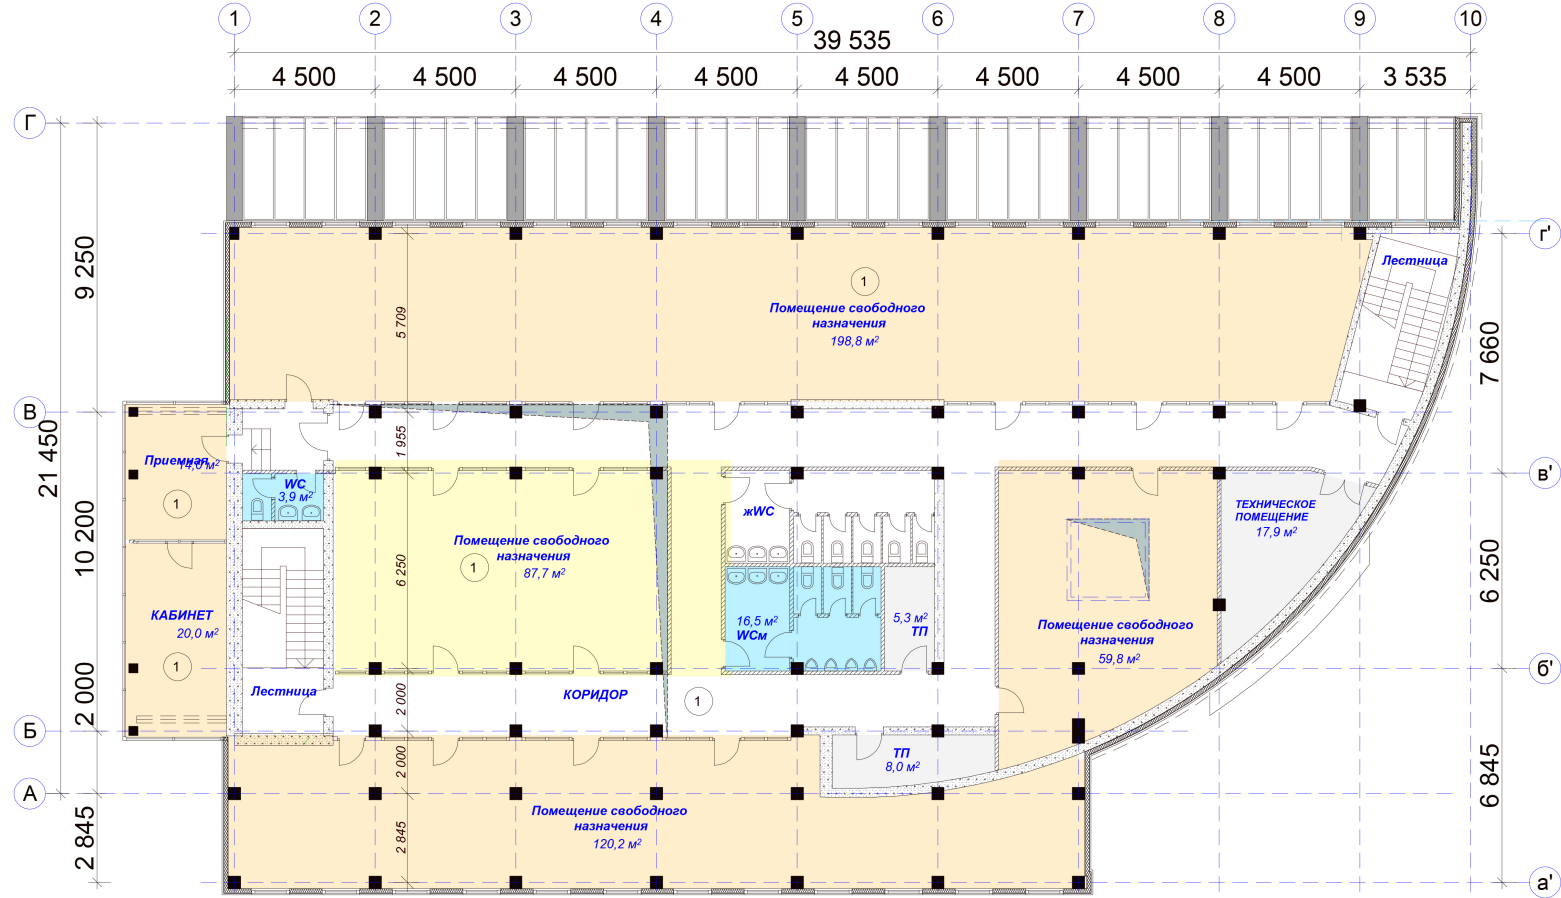 1 2 3 4 5 6 7 8 9 10
39 535
4 500 4 500 4 500 4 500 4 500 4 500 4 500 4 500 3 535
Г
г'
9 250
5 709
7 660
Лестница
1
Помещение свободного
назначения
198,8 м²
В
21 450
1 955
Приемная
14,0 м²
1
WC
3,9 м²
в'
жWC
ТЕХНИЧЕСКОЕ
ПОМЕЩЕНИЕ
17,9 м²
10 200
Помещение свободного
назначения
87,7 м²
1
6 250
6 250
КАБИНЕТ
20,0 м²
1
16,5 м²
WCм
5,3 м²
ТП
Помещение свободного
назначения
59,8 м²
б'
2 000
Лестница
2 000
КОРИДОР
1
Б
ТП
8,0 м²
2 000
6 845
А
2 845
2 845
Помещение свободного
назначения
120,2 м²
а'